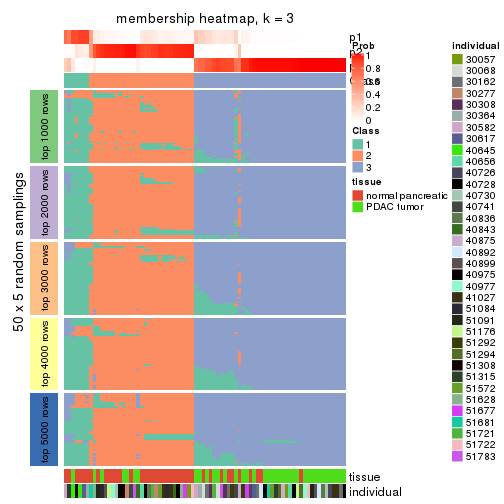 membership heatmap, k = 3
p1
p2
Prob
1
0.8
0.6
0.4
0.2
0
Class
1
2
3
tissue
normal pancreatic
PDAC tumor
individual
30057
30068
30162
30277
30308
30364
30582
30617
40645
40656
40726
40728
40730
40741
40836
40843
40875
40892
40899
40975
40977
41027
51084
51091
51176
51292
51294
51308
51315
51572
51628
51677
51681
51721
51722
51783
50 x 5 random samplings
top 1000 rows
top 2000 rows
top 3000 rows
top 4000 rows
top 5000 rows
tissue
individual